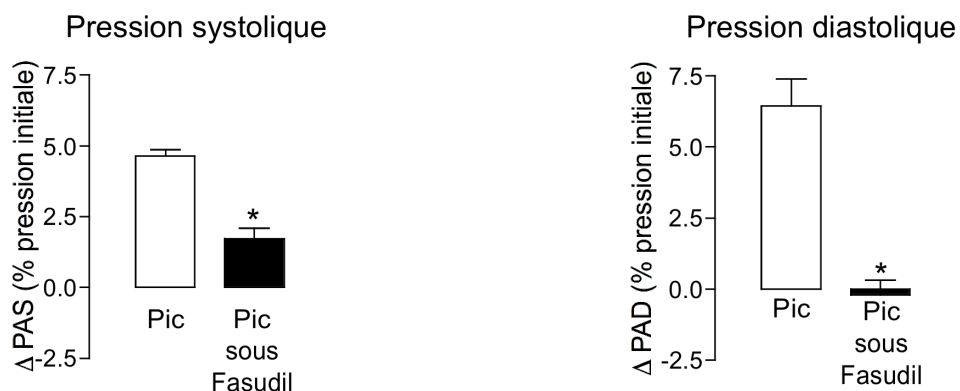 Pression systolique
Δ PAS (% pression initiale)
7.5
5.0
2.5
0.0
-2.5
*
Pic
Pic
sous
Fasudil
Pression diastolique
Δ PAD (% pression initiale)
7.5
5.0
2.5
0.0
-2.5
*
Pic
Pic
sous
Fasudil